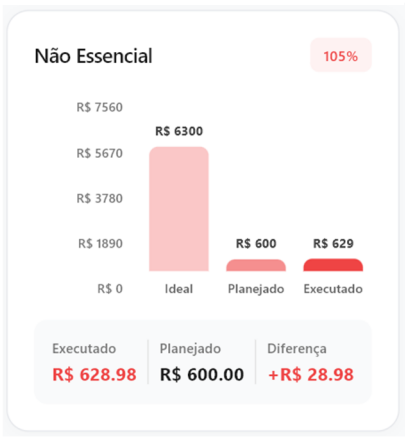 Não Essencial
105%
R$ 7560
R$ 6300
R$ 5670
R$ 3780
R$ 1890
R$ 600
R$ 629
R$ 0
Ideal
Planejado
Executado
Executado
Planejado
Diferença
R$ 628.98
R$ 600.00
+R$ 28.98